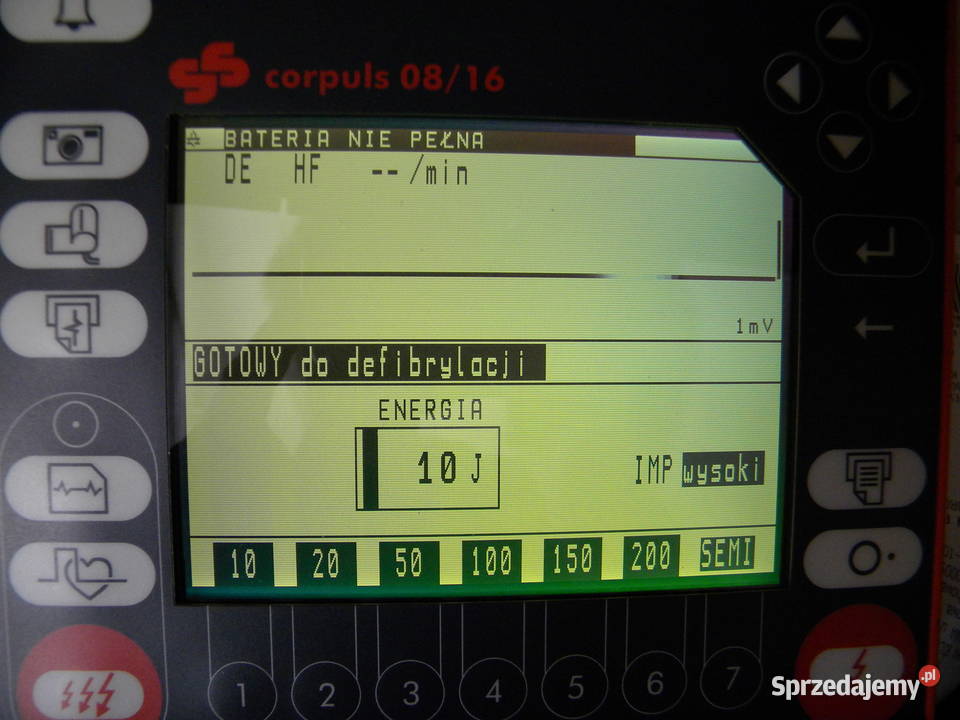 corpuls 08/16
BATERIA NIE PEŁNA
DE HF --/min
1mV
GOTOWY do defibrylacji
ENERGIA
10 J
IMP wysoki
10 20 50 100 150 200 SEMI
1 2 3 4 5 6 7
Sprzedajemy.pl